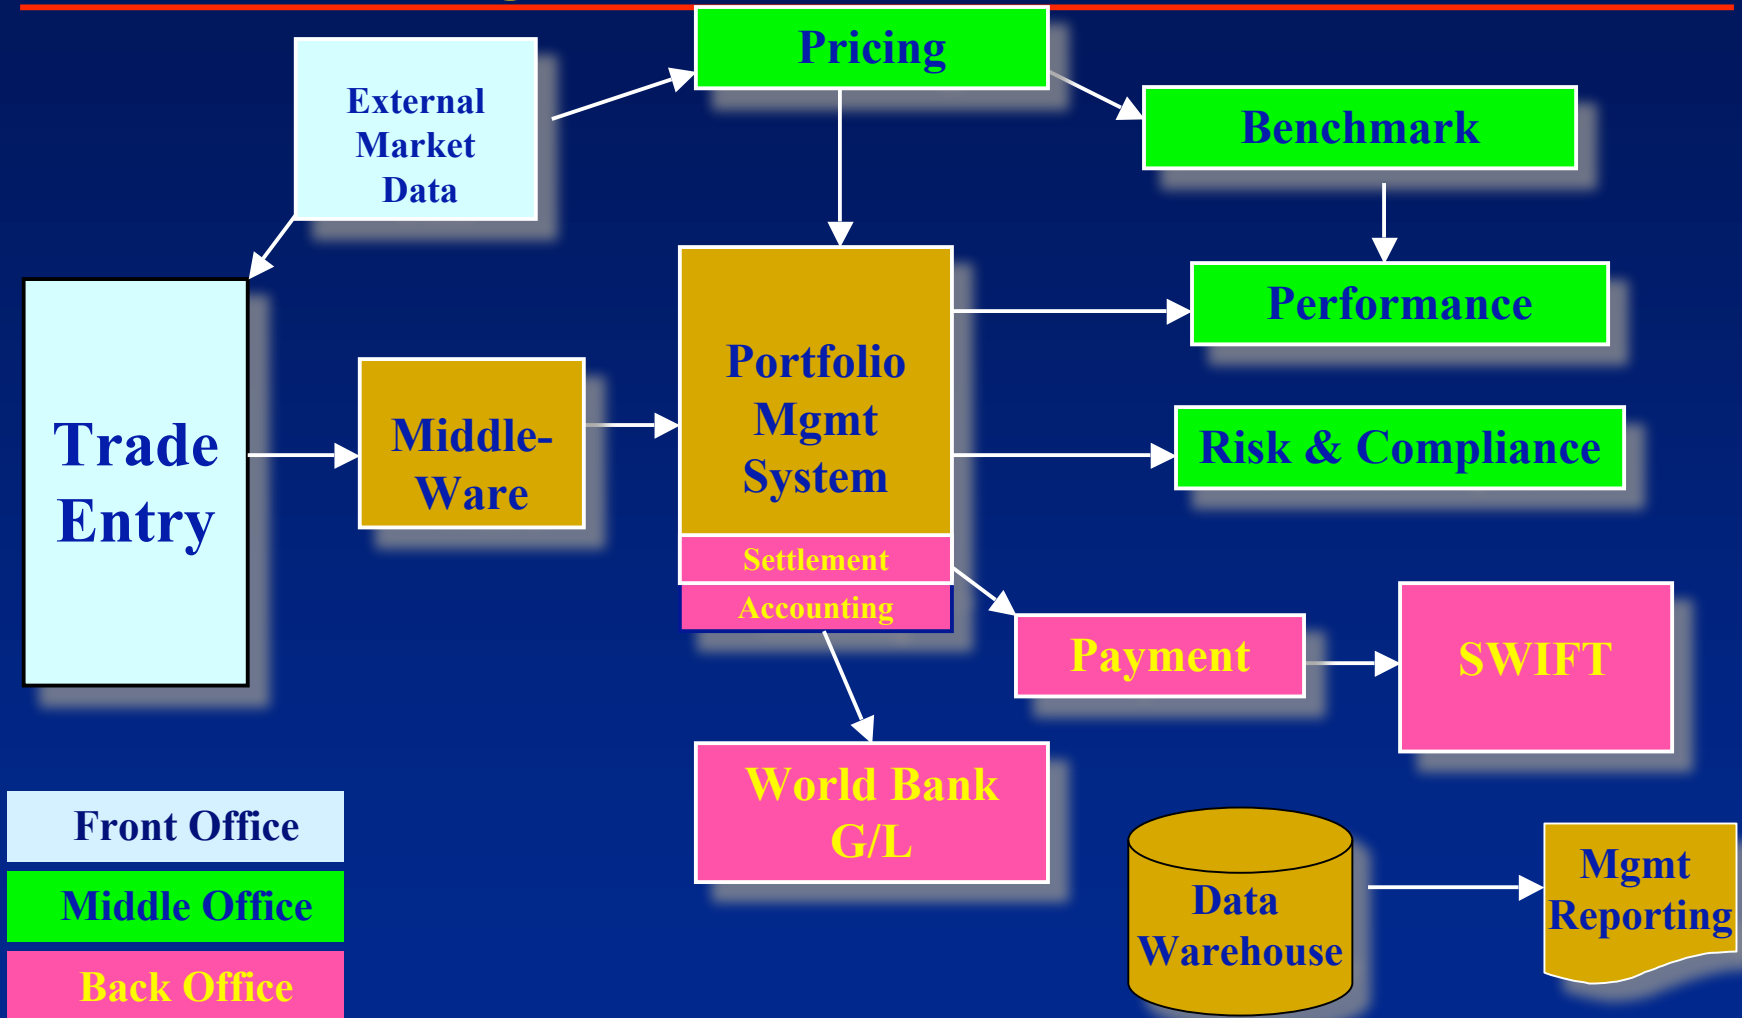 Pricing
External
Market
Data
Benchmark
Performance
Portfolio
Mgmt
System
Trade
Entry
Middle-
Ware
Risk & Compliance
Settlement
Accounting
Payment
SWIFT
World Bank
G/L
Front Office
Middle Office
Back Office
Data
Warehouse
Mgmt
Reporting